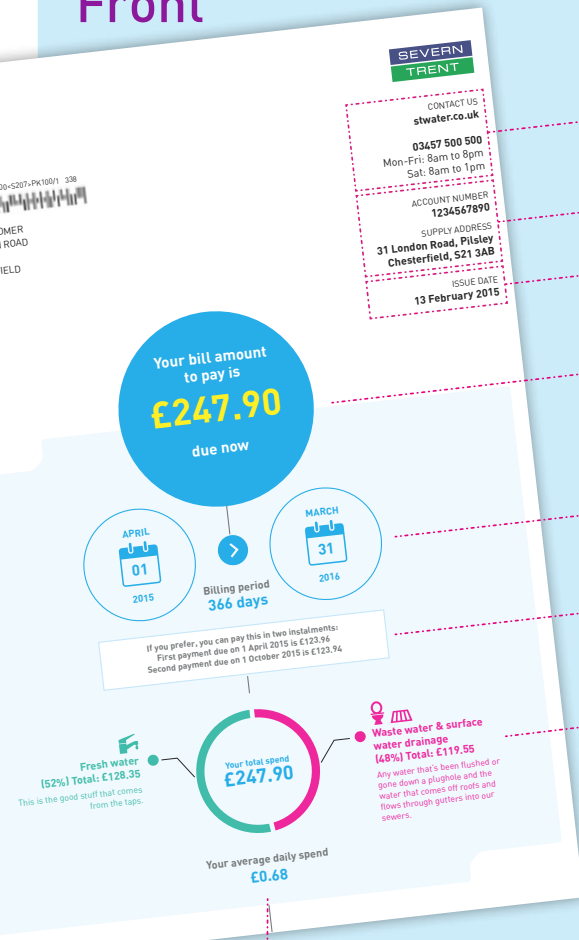 Front
SEVERN
TRENT
CONTACT US
stwater.co.uk
03457 500 500
Mon-Fri: 8am to 8pm
Sat: 8am to 1pm
ACCOUNT NUMBER
1234567890
SUPPLY ADDRESS
31 London Road, Pilsley
Chesterfield, S21 3AB
ISSUE DATE
13 February 2015
00<S207>PK100/1 338
OMER
ROAD
IELD
Your bill amount
to pay is
£247.90
due now
APRIL
01
2015
MARCH
31
2016
Billing period
366 days
If you prefer, you can pay this in two instalments:
First payment due on 1 April 2015 is £123.96
Second payment due on 1 October 2015 is £123.94
Fresh water
(52%) Total: £128.35
This is the good stuff that comes
from the taps.
Your total spend
£247.90
Waste water & surface
water drainage
(48%) Total: £119.55
Any water that's been flushed or
gone down a plughole and the
water that comes off roofs and
flows through gutters into our
sewers.
Your average daily spend
£0.68